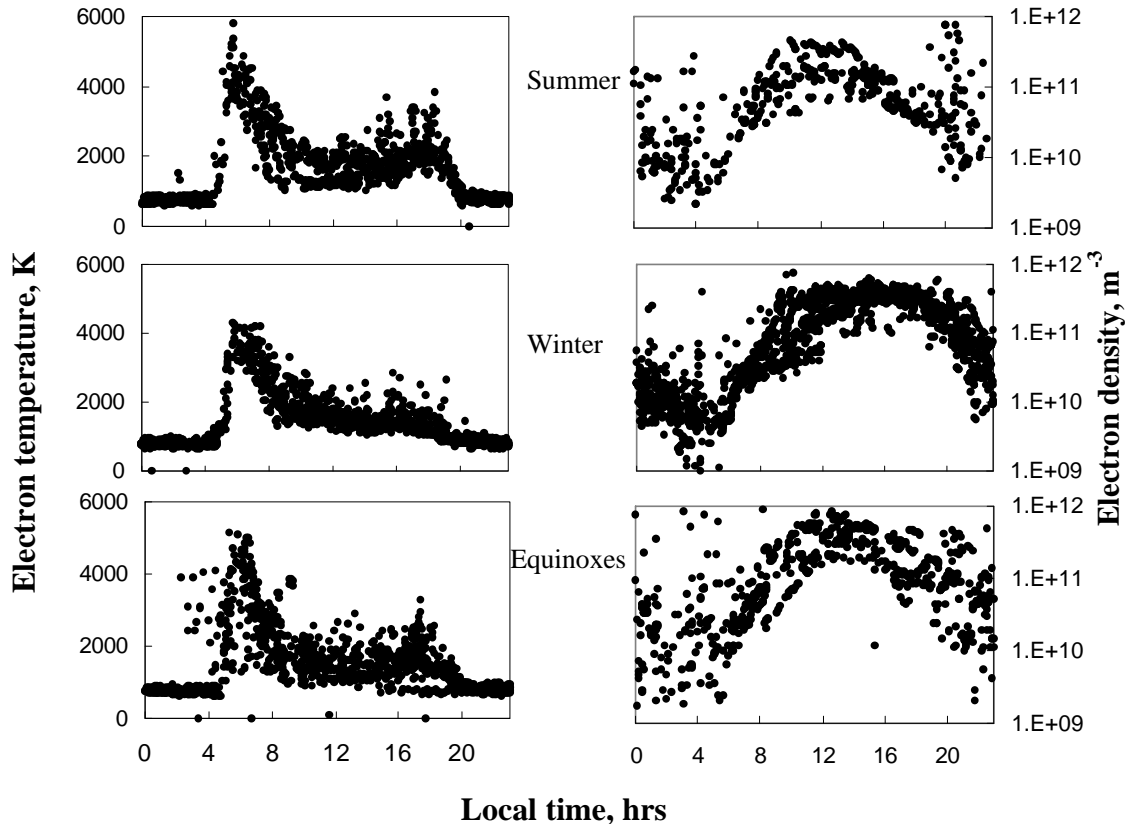 6000
4000
2000
0
Summer
1.E+12
1.E+11
1.E+10
1.E+09
6000
4000
2000
0
Winter
1.E+12
1.E+11
1.E+10
1.E+09
6000
4000
2000
0
Equinoxes
1.E+12
1.E+11
1.E+10
1.E+09
0 4 8 12 16 20
0 4 8 12 16 20
Electron temperature, K
Electron density, m-3
Local time, hrs